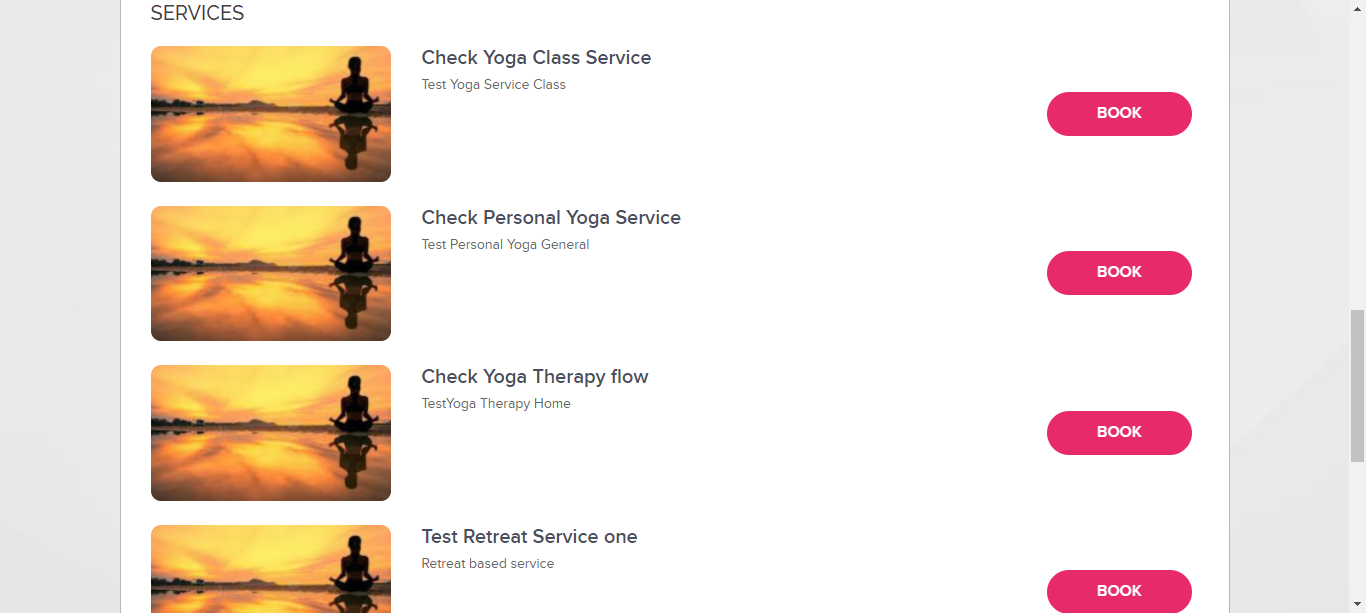 SERVICES
Check Yoga Class Service
Test Yoga Service Class
BOOK
Check Personal Yoga Service
Test Personal Yoga General
BOOK
Check Yoga Therapy flow
TestYoga Therapy Home
BOOK
Test Retreat Service one
Retreat based service
BOOK